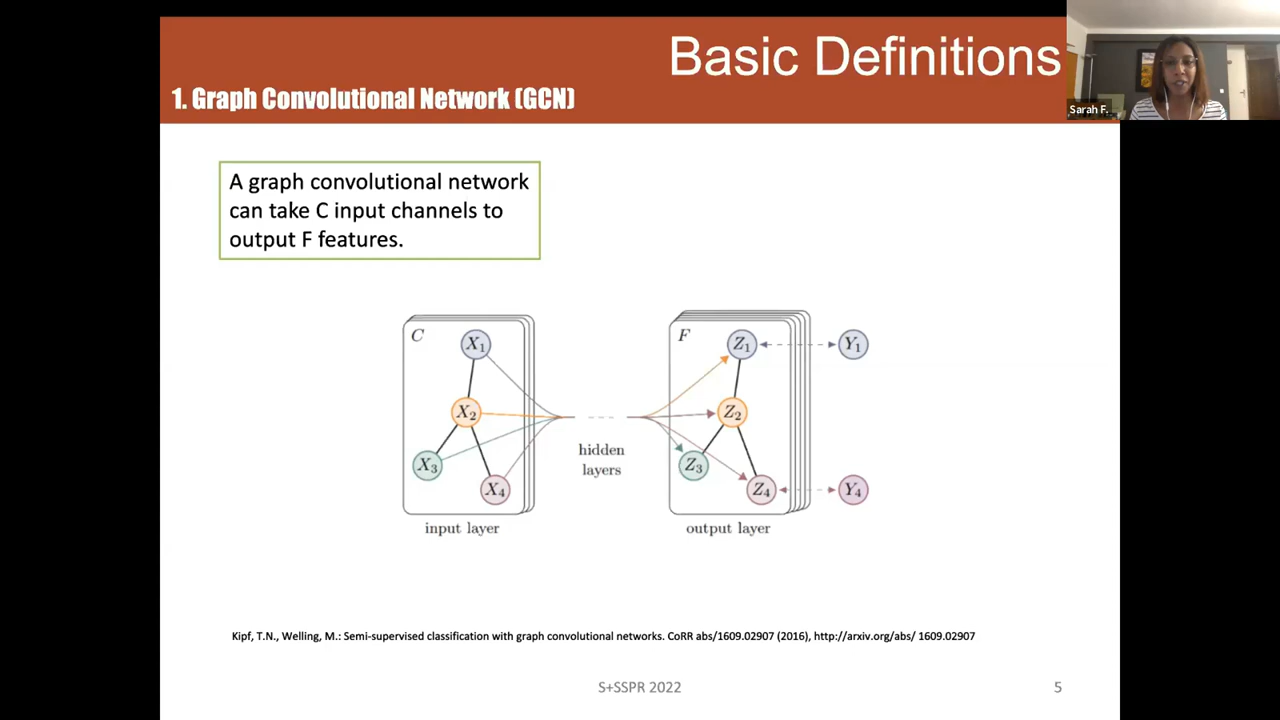 Basic Definitions
1. Graph Convolutional Network (GCN)
Sarah F.
A graph convolutional network
can take C input channels to
output F features.
C
X1
X2
X3
X4
input layer
hidden
layers
F
Z1
Z2
Z3
Z4
output layer
Y1
Y4
Kipf, T.N., Welling, M.: Semi-supervised classification with graph convolutional networks. CoRR abs/1609.02907 (2016), http://arxiv.org/abs/ 1609.02907
S+SSPR 2022
5